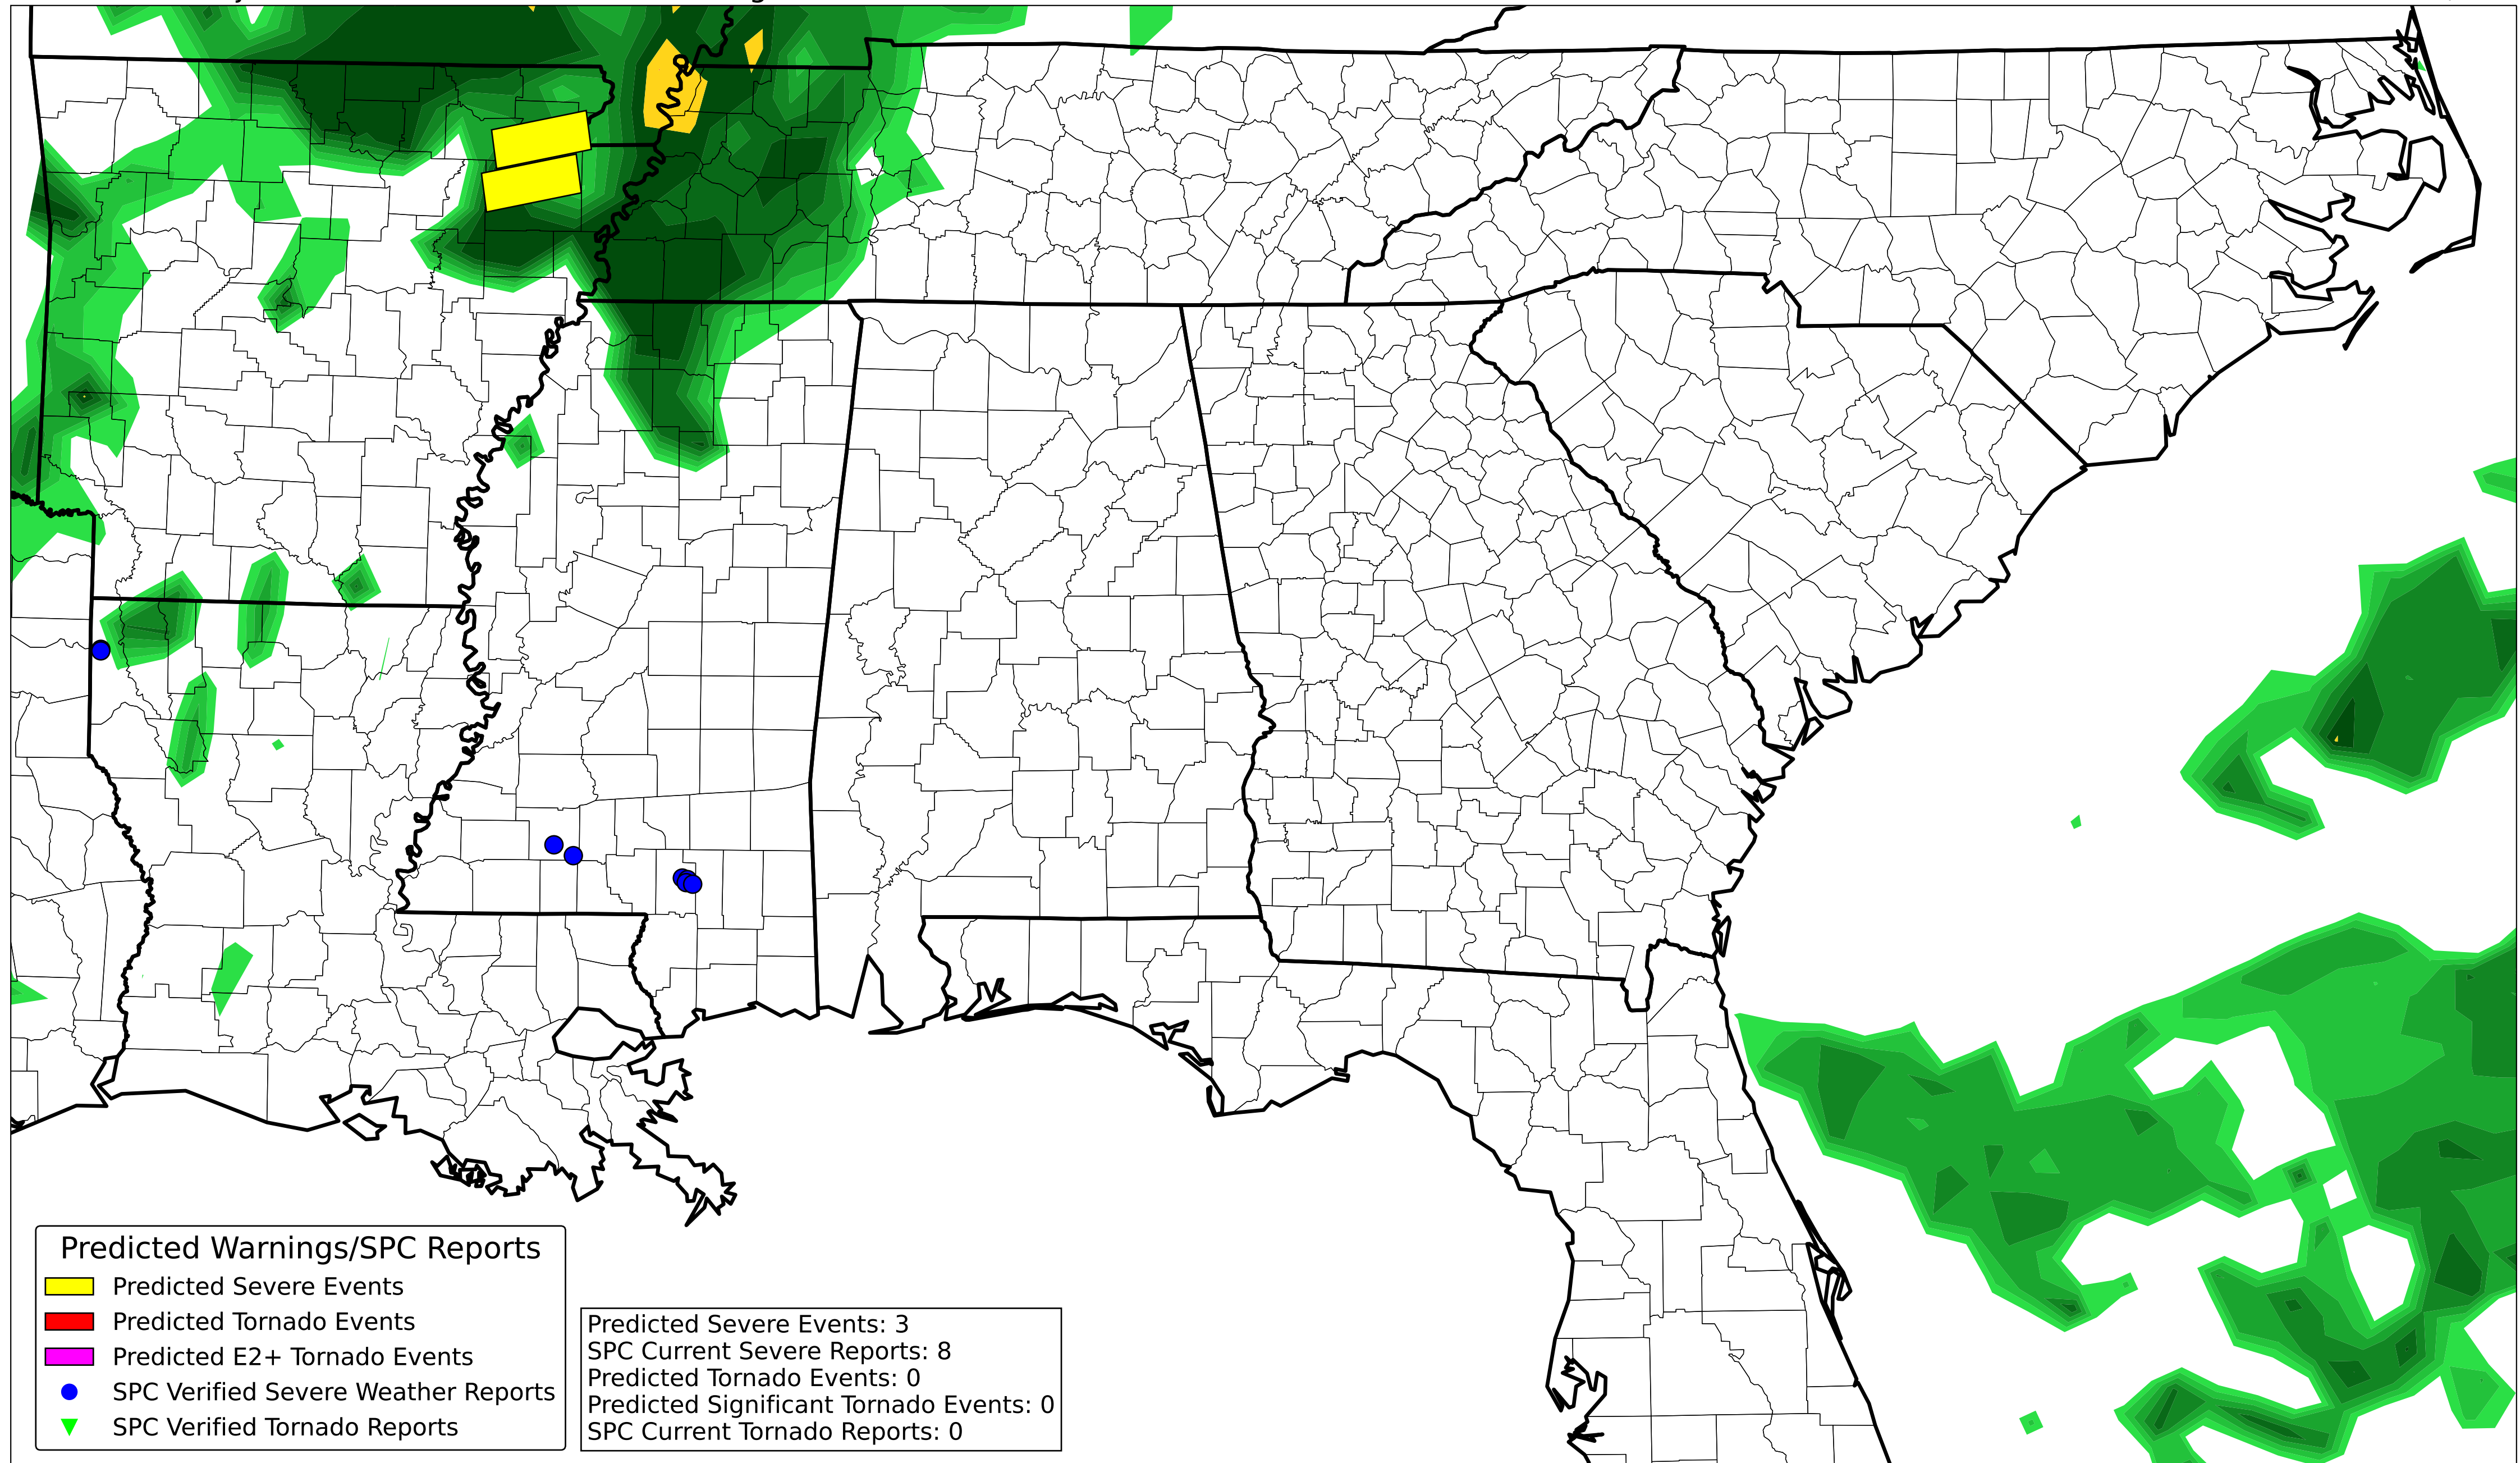 Predicted Warnings/SPC Reports
Predicted Severe Events
Predicted Tornado Events
Predicted E2+ Tornado Events
SPC Verified Severe Weather Reports
SPC Verified Tornado Reports
Predicted Severe Events: 3
SPC Current Severe Reports: 8
Predicted Tornado Events: 0
Predicted Significant Tornado Events: 0
SPC Current Tornado Reports: 0